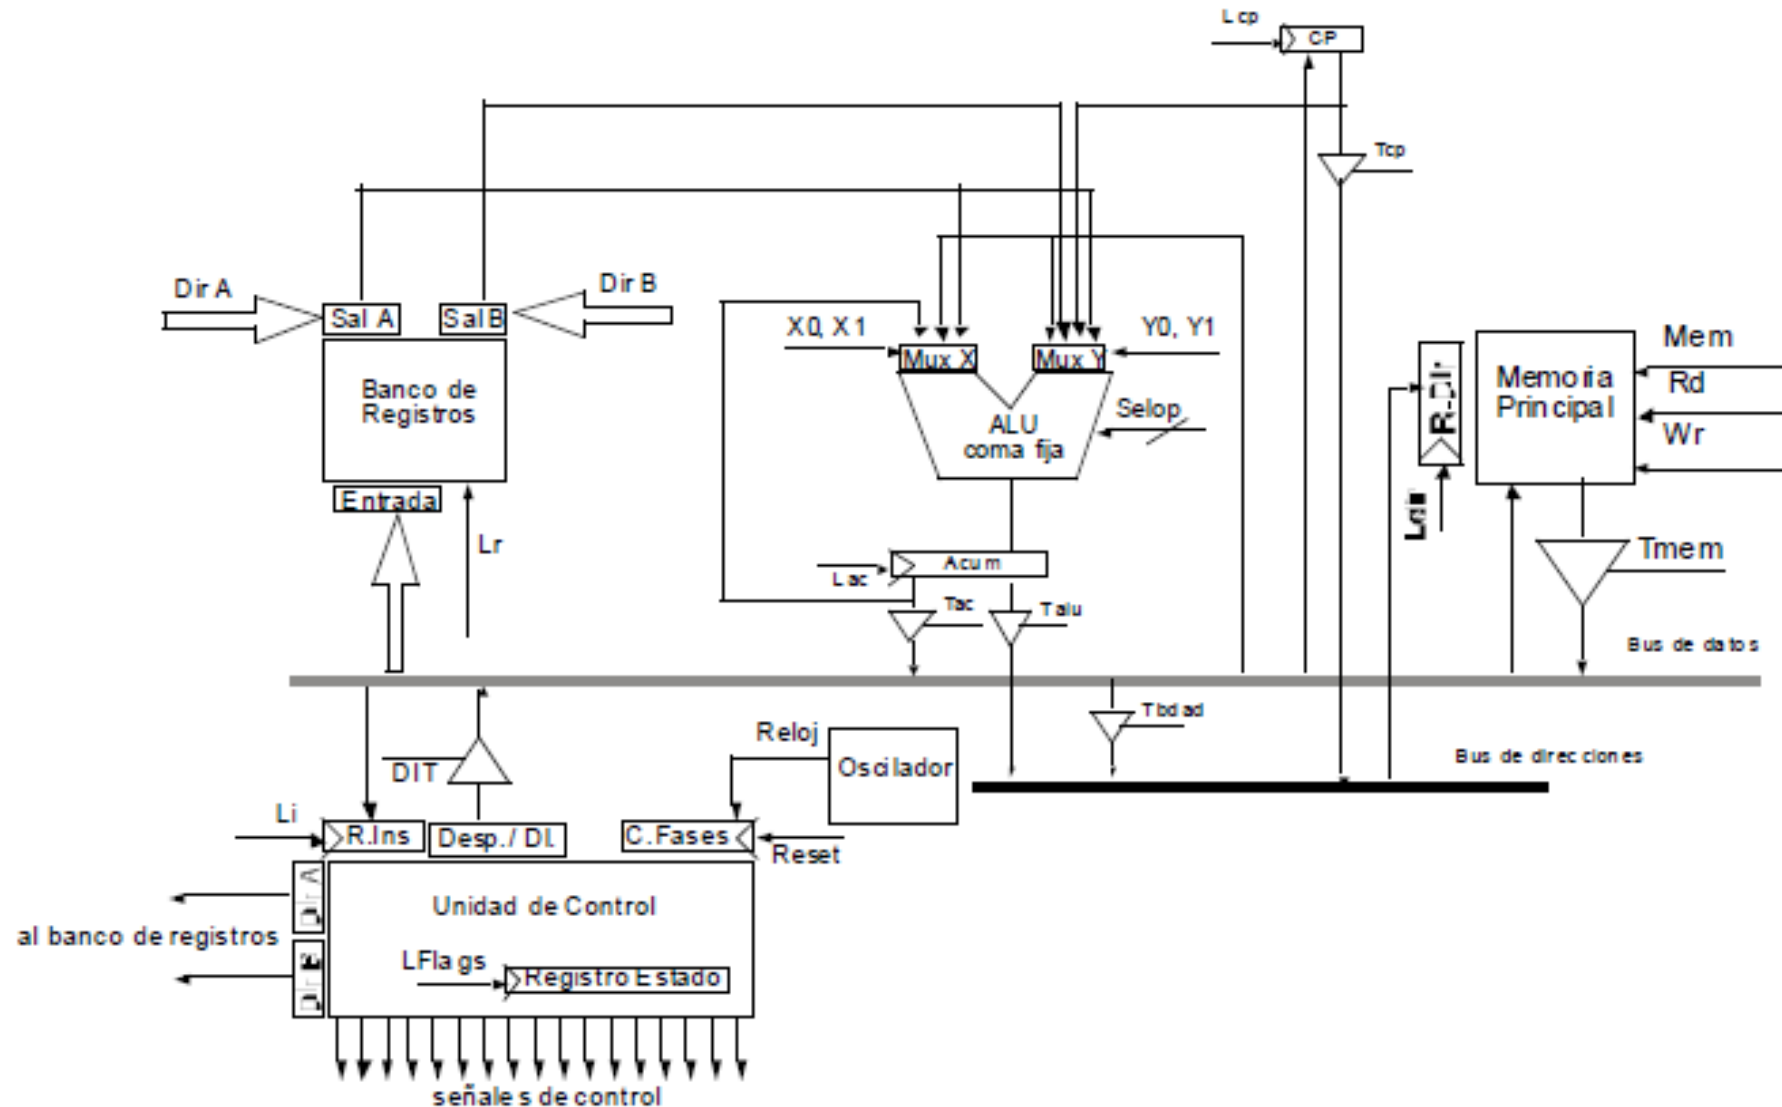 Lcp
CP
Tcp
Dir A
Dir B
Sal A
Sal B
X0, X1
Y0, Y1
Mux X
Mux Y
Banco de
Registros
ALU
coma fija
Selop
R-Dir
Memoria
Principal
Mem
Rd
Wr
Entrada
Lr
Ldir
Lac
Acum
Tac
Talu
Tmem
Bus de datos
Tbdad
Bus de direcciones
Reloj
Oscilador
DIT
Li
R.Ins
Desp./ DI.
C.Fases
Reset
Dir A
Unidad de Control
al banco de registros
Dir B
LFlags
Registro Estado
señales de control